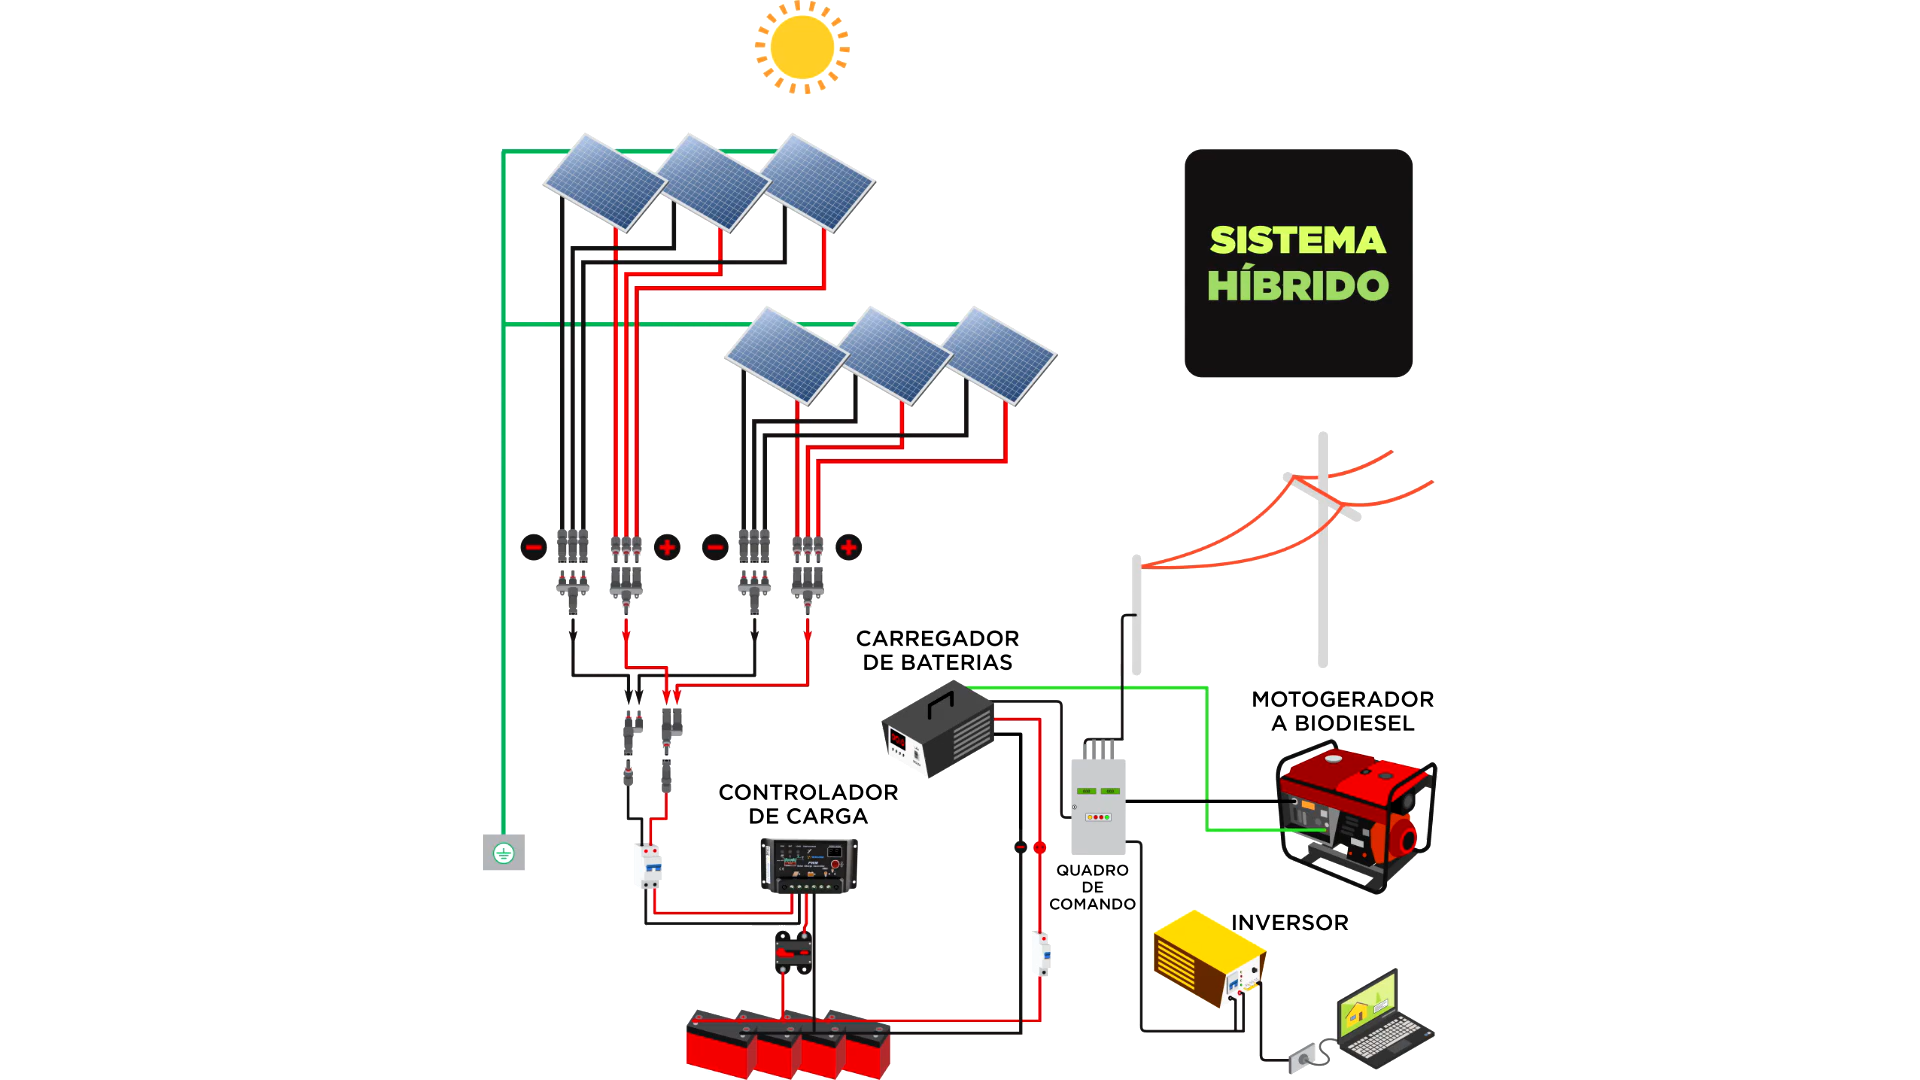 SISTEMA
HÍBRIDO
CARREGADOR
DE BATERIAS
MOTOGERADOR
A BIODIESEL
CONTROLADOR
DE CARGA
QUADRO
DE
COMANDO
INVERSOR